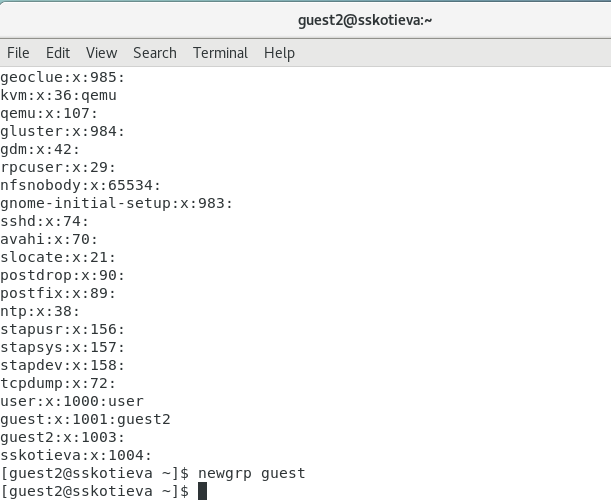 guest2@sskotieva:~
File Edit View Search Terminal Help
geoclue:x:985:
kvm:x:36:qemu
qemu:x:107:
gluster:x:984:
gdm:x:42:
rpcuser:x:29:
nfsnobody:x:65534:
gnome-initial-setup:x:983:
sshd:x:74:
avahi:x:70:
slocate:x:21:
postdrop:x:90:
postfix:x:89:
ntp:x:38:
stapusr:x:156:
stapsys:x:157:
stapdev:x:158:
tcpdump:x:72:
user:x:1000:user
guest:x:1001:guest2
guest2:x:1003:
sskotieva:x:1004:
[guest2@sskotieva ~]$ newgrp guest
[guest2@sskotieva ~]$